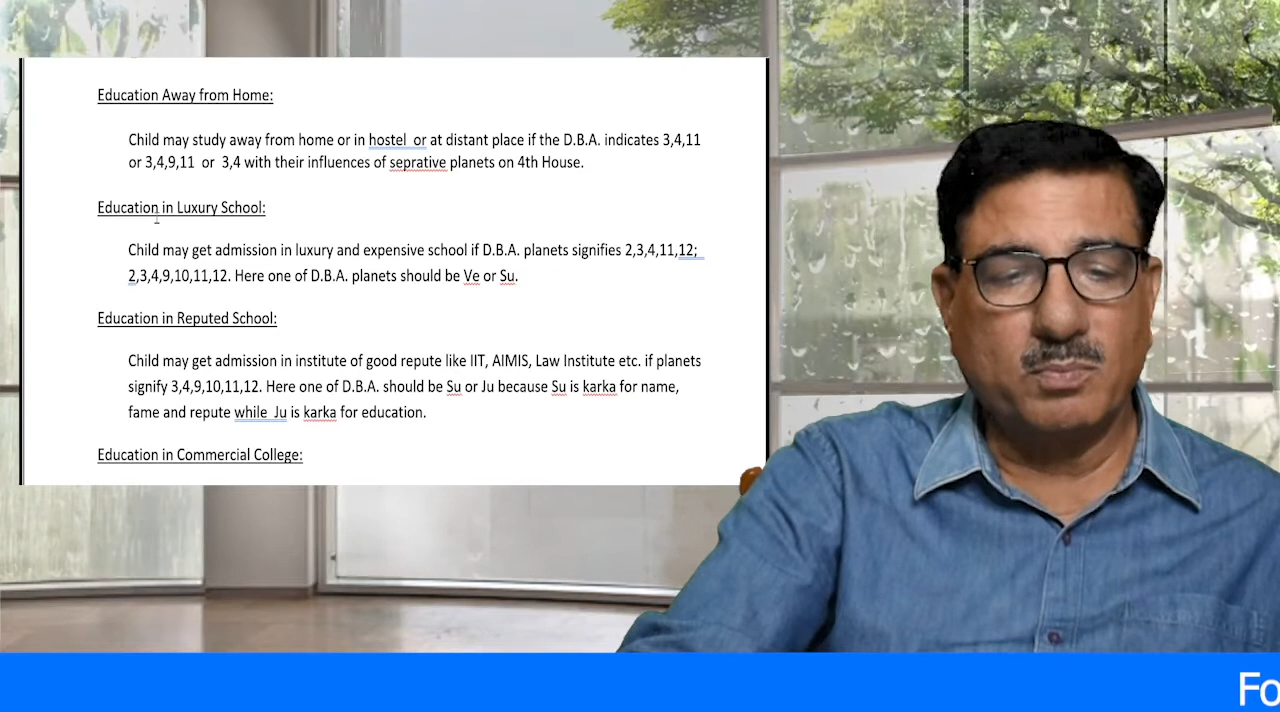 Education Away from Home:
Child may study away from home or in hostel or at distant place if the D.B.A. indicates 3,4,11
or 3,4,9,11 or 3,4 with their influences of seprative planets on 4th House.
Education in Luxury School:
Child may get admission in luxury and expensive school if D.B.A. planets signifies 2,3,4,11,12;
2,3,4,9,10,11,12. Here one of D.B.A. planets should be Ve or Su.
Education in Reputed School:
Child may get admission in institute of good repute like IIT, AIMIS, Law Institute etc. if planets
signify 3,4,9,10,11,12. Here one of D.B.A. should be Su or Ju because Su is karka for name,
fame and repute while Ju is karka for education.
Education in Commercial College:
Fo